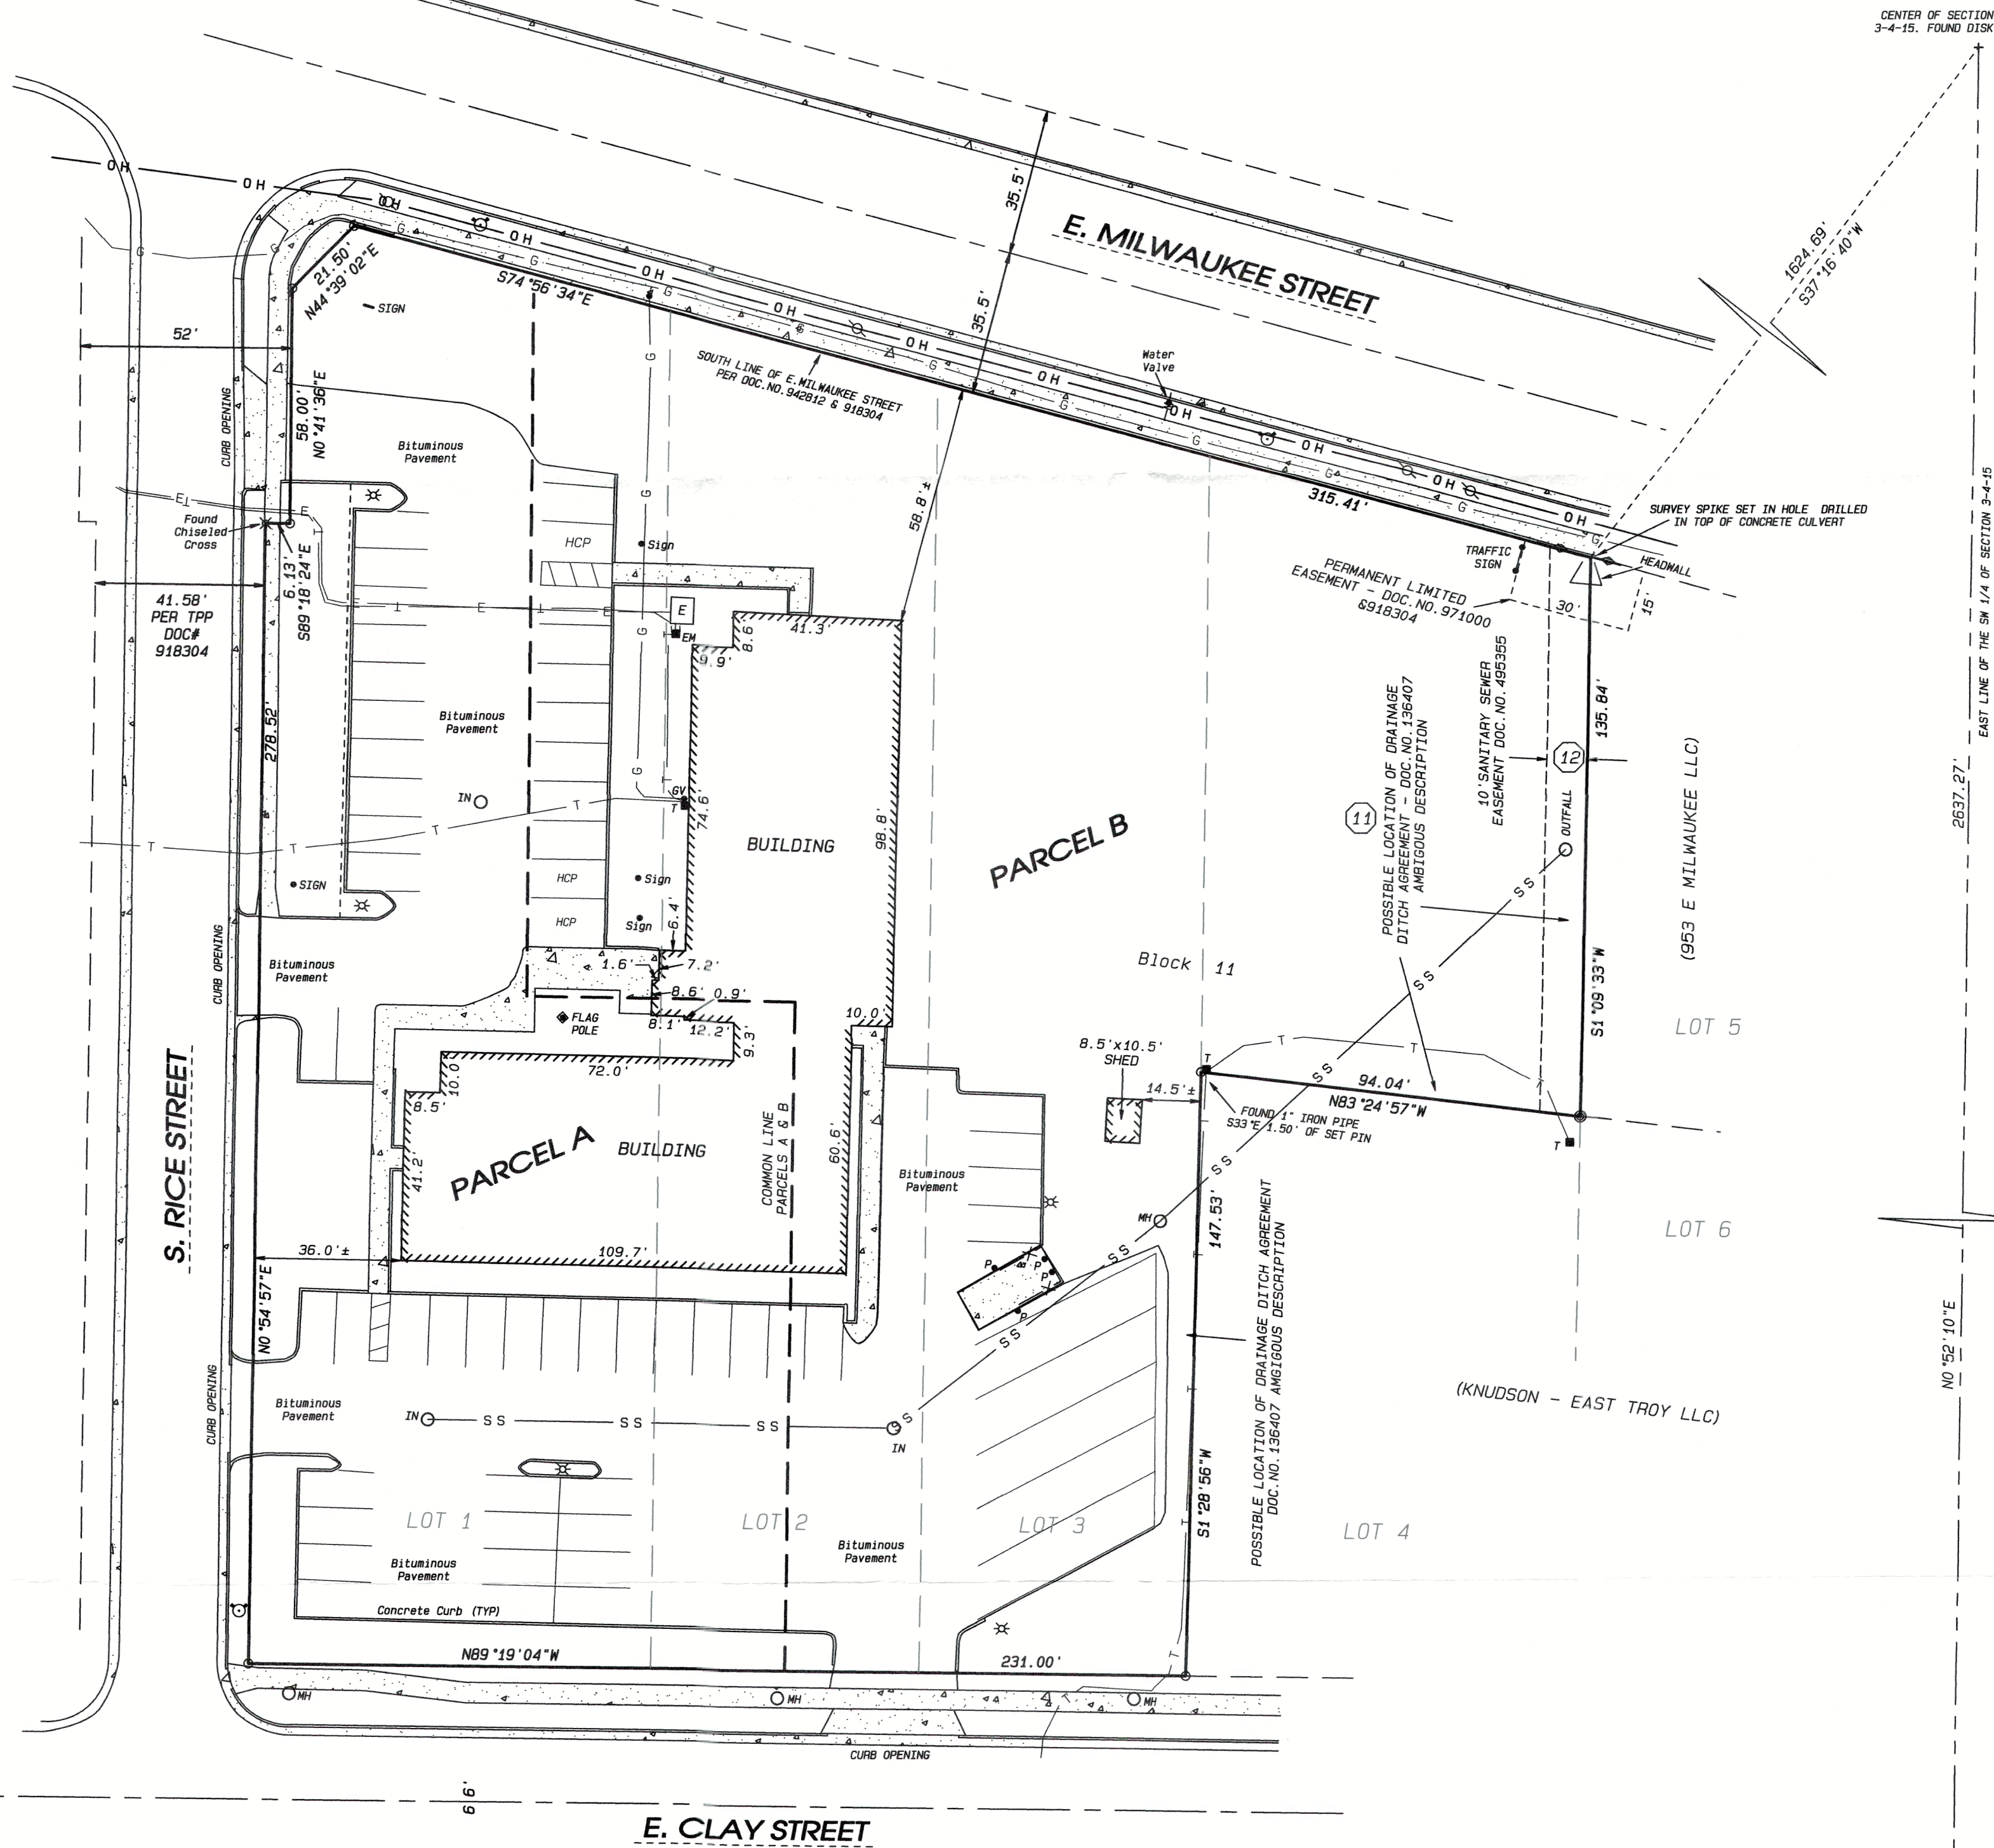 CENTER OF SECTION
3-4-15. FOUND DISK
1624.69'
S37°16'40"W
EAST LINE OF THE SW 1/4 OF SECTION 3-4-15
2637.27'
N0°52'10"E
E. MILWAUKEE STREET
35.5'
35.5'
OH
OH
OH
OH
OH
OH
OH
OH
OH
OH
OH
OH
G
G
G
G
G
G
G
G
G
G
G
G
21.50'
N44°39'02"E
S74°56'34"E
SIGN
52'
SOUTH LINE OF E.MILWAUKEE STREET
PER DOC.NO.942812 & 918304
Water
Valve
58.00'
N0°41'36"E
CURB OPENING
Bituminous
Pavement
58.8'±
315.41'
SURVEY SPIKE SET IN HOLE DRILLED
IN TOP OF CONCRETE CULVERT
TRAFFIC
SIGN
HEADWALL
PERMANENT LIMITED
EASEMENT - DOC.NO.971000
&918304
30'
15'
Found
Chiseled
Cross
6.13'
S89°18'24"E
41.58'
PER TPP
DOC#
918304
278.52'
HCP
Sign
E
EM
41.3'
8.6'
9.9'
10'SANITARY SEWER
EASEMENT DOC.NO.495355
POSSIBLE LOCATION OF DRAINAGE
DITCH AGREEMENT - DOC.NO.136407
AMBIGOUS DESCRIPTION
11
12
135.84'
OUTFALL
(953 E MILWAUKEE LLC)
Bituminous
Pavement
IN
GV
T
74.6'
BUILDING
98.8'
PARCEL B
SIGN
HCP
Sign
HCP
Sign
6.4'
1.6'
7.2'
8.6'
0.9'
8.1'
12.2'
9.3'
10.0'
Bituminous
Pavement
CURB OPENING
FLAG
POLE
Block 11
S1°09'33"W
LOT 5
8.5'x10.5'
SHED
14.5'±
T
94.04'
N83°24'57"W
FOUND 1" IRON PIPE
S33°E 1.50' OF SET PIN
T
72.0'
10.0'
8.5'
41.2'
PARCEL A
BUILDING
COMMON LINE
PARCELS A & B
60.6'
Bituminous
Pavement
S. RICE STREET
36.0'±
109.7'
N0°54'57"E
MH
SS
SS
SS
SS
SS
SS
SS
P
P
P
P
147.53'
LOT 6
POSSIBLE LOCATION OF DRAINAGE DITCH AGREEMENT
DOC.NO.136407 AMGIGOUS DESCRIPTION
(KNUDSON - EAST TROY LLC)
CURB OPENING
Bituminous
Pavement
IN
SS
SS
SS
IN
S1°28'56"W
LOT 1
LOT 2
LOT 3
LOT 4
Bituminous
Pavement
Bituminous
Pavement
Concrete Curb (TYP)
N89°19'04"W
231.00'
MH
MH
MH
CURB OPENING
66'
E. CLAY STREET